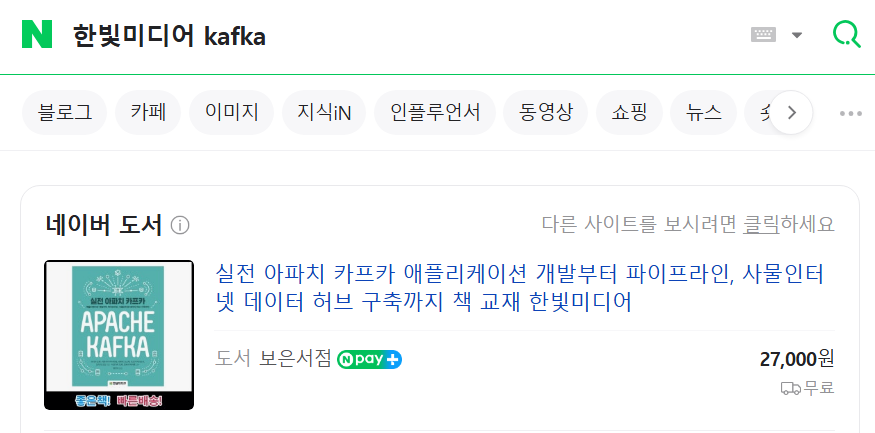 N 한빛미디어 kafka
블로그 카페 이미지 지식iN 인플루언서 동영상 쇼핑 뉴스
네이버 도서
다른 사이트를 보시려면 클릭하세요
실전 아파치 카프카
APACHE
KAFKA
한빛미디어
좋은책! 빠른배송!
실전 아파치 카프카 애플리케이션 개발부터 파이프라인, 사물인터
넷 데이터 허브 구축까지 책 교재 한빛미디어
도서 보은서점 N pay+
27,000원
무료